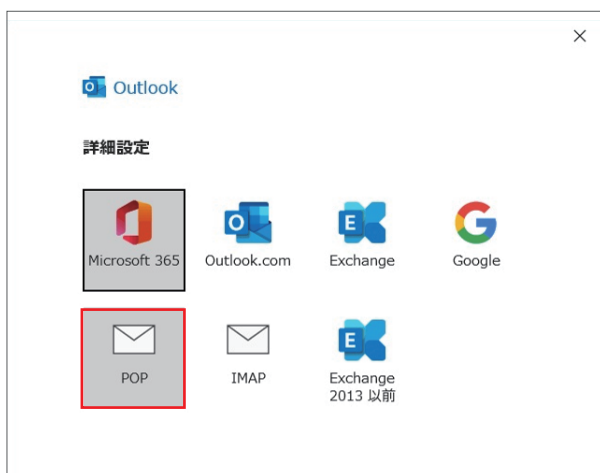 Outlook
詳細設定
Microsoft 365
Outlook.com
Exchange
Google
POP
IMAP
Exchange
2013 以前